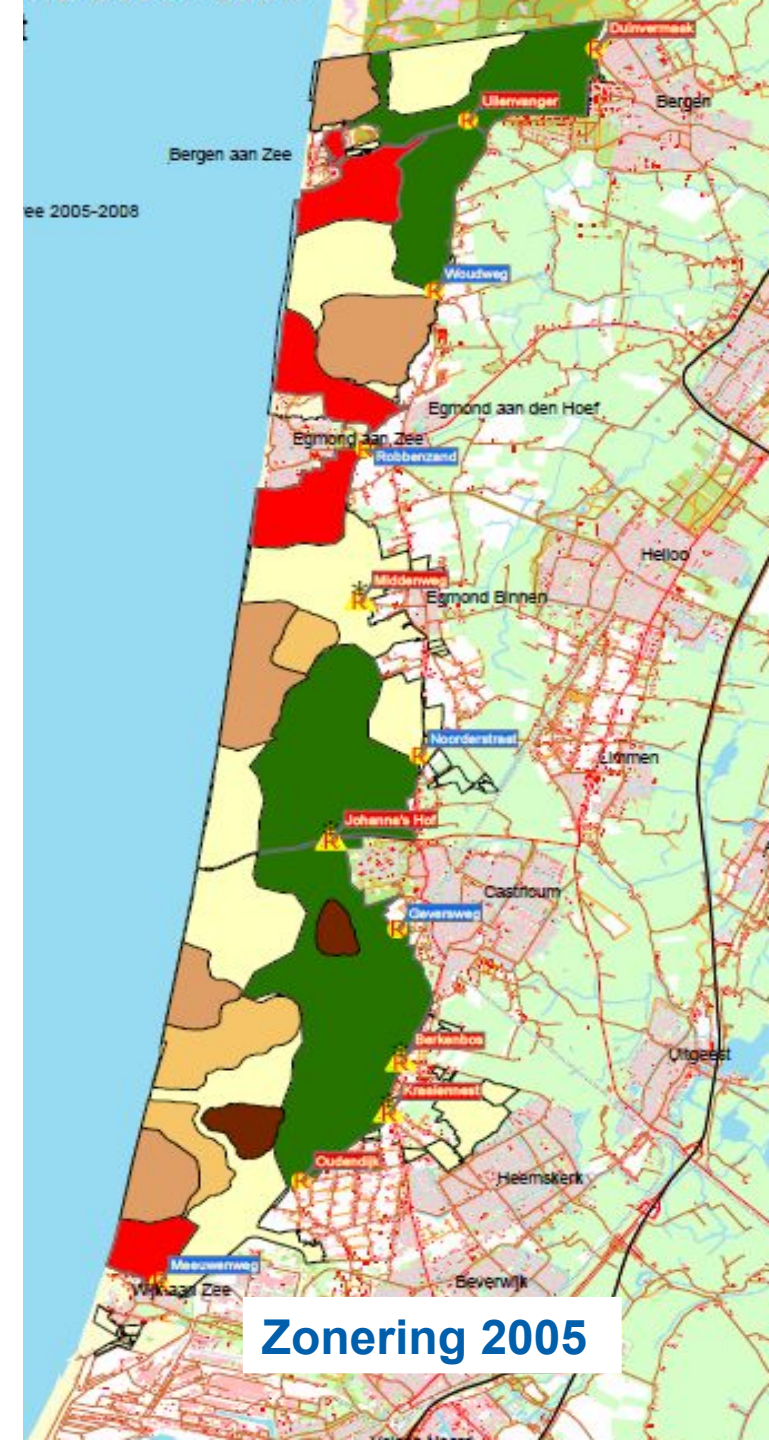 Duinvermaak
Bergen
Uilenvanger
Bergen aan Zee
ee 2005-2008
Woudweg
Egmond aan den Hoef
Egmond aan Zee
Robbenzand
Heiloo
Middenweg
Egmond Binnen
Noorderstraat
Limmen
Johanna's Hof
Castricum
Geversweg
Berkenbos
Uitgeest
Kraaiennest
Oudendijk
Heemskerk
Meeuwenweg
Wijk aan Zee
Beverwijk
Zonering 2005